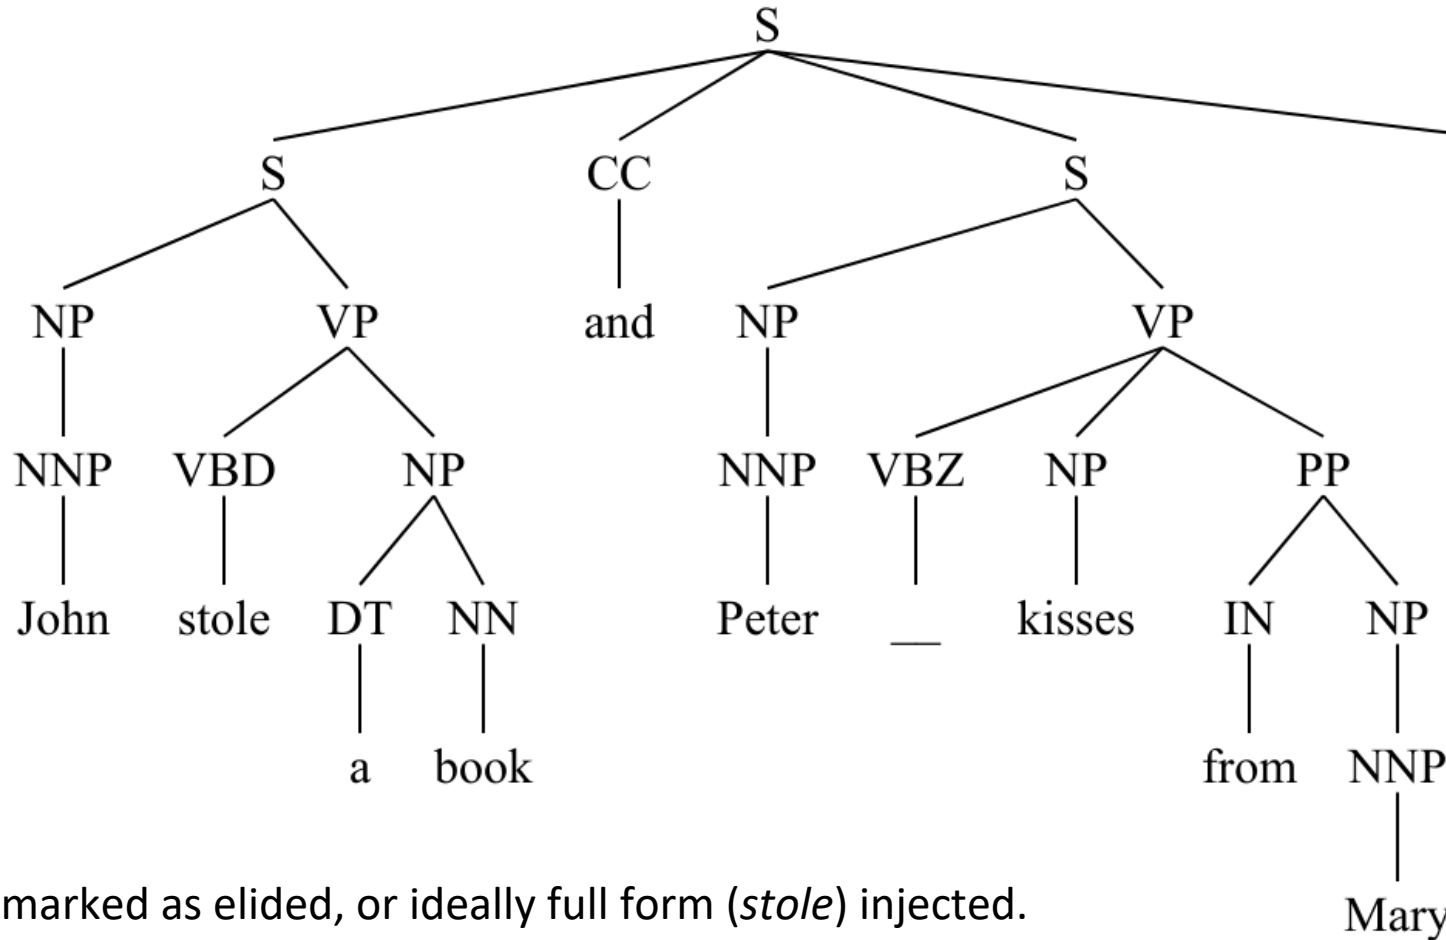 S
S CC S
NP VP and NP VP
NNP VBD NP NNP VBZ NP PP
John stole DT NN Peter __ kisses IN NP
a book from NNP
marked as elided, or ideally full form (stole) injected.
Mary